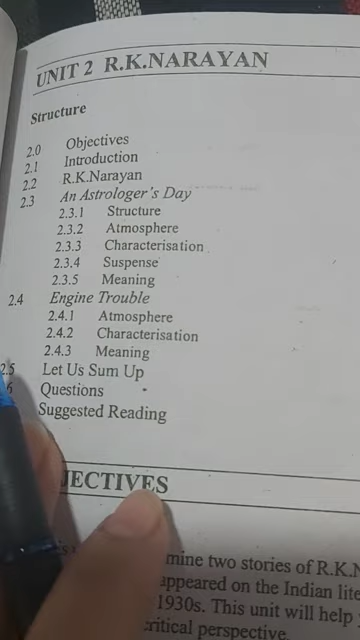 UNIT 2 R.K.NARAYAN
Structure
2.0 Objectives
2.1 Introduction
2.2 R.K.Narayan
2.3 An Astrologer's Day
2.3.1 Structure
2.3.2 Atmosphere
2.3.3 Characterisation
2.3.4 Suspense
2.3.5 Meaning
2.4 Engine Trouble
2.4.1 Atmosphere
2.4.2 Characterisation
2.4.3 Meaning
2.5 Let Us Sum Up
6 Questions
Suggested Reading
JECTIVES
mine two stories of R.K.N
appeared on the Indian lite
1930s. This unit will help
critical perspective